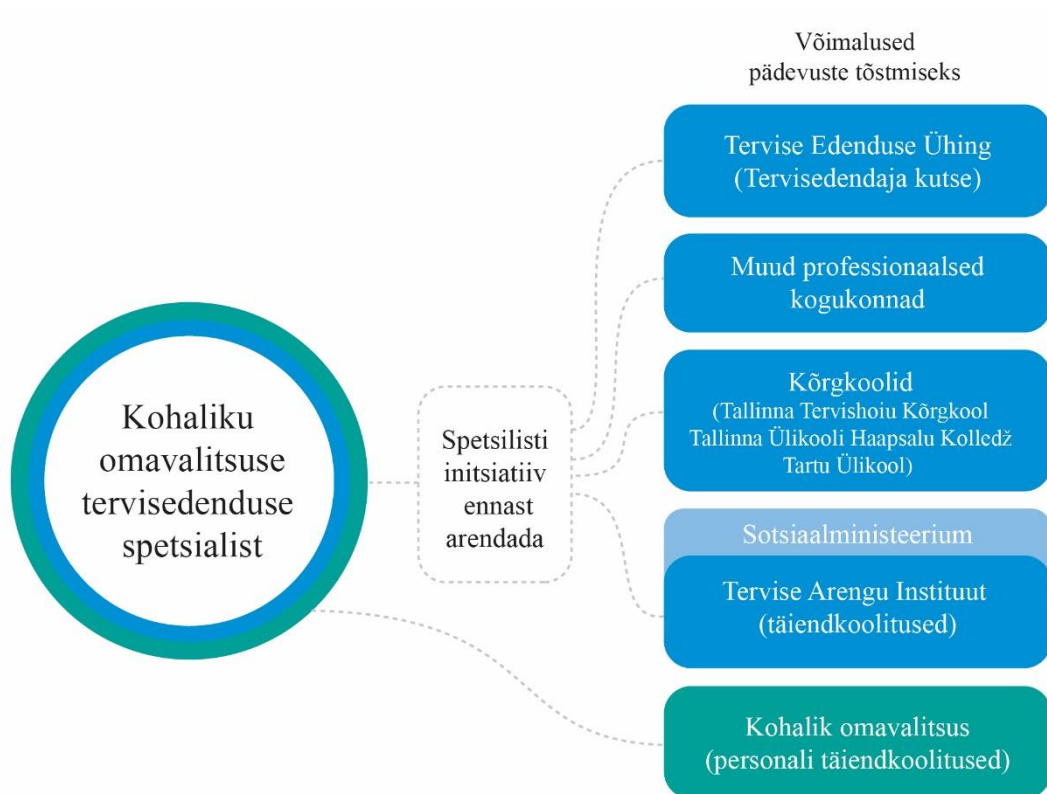 Võimalused
pädevuste tõstmiseks
Tervise Edenduse Ühing
(Tervisedendaja kutse)
Muud professionaalsed
kogukonnad
Kõrgkoolid
(Tallinna Tervishoiu Kõrgkool
Tallinna Ülikooli Haapsalu Kolledž
Tartu Ülikool)
Sotsiaalministeerium
Tervise Arengu Instituut
(täiendkoolitused)
Kohalik omavalitsus
(personali täiendkoolitused)
Spetsilisti
initsiatiiv
ennast
arendada
Kohaliku
omavalitsuse
tervisedenduse
spetsialist